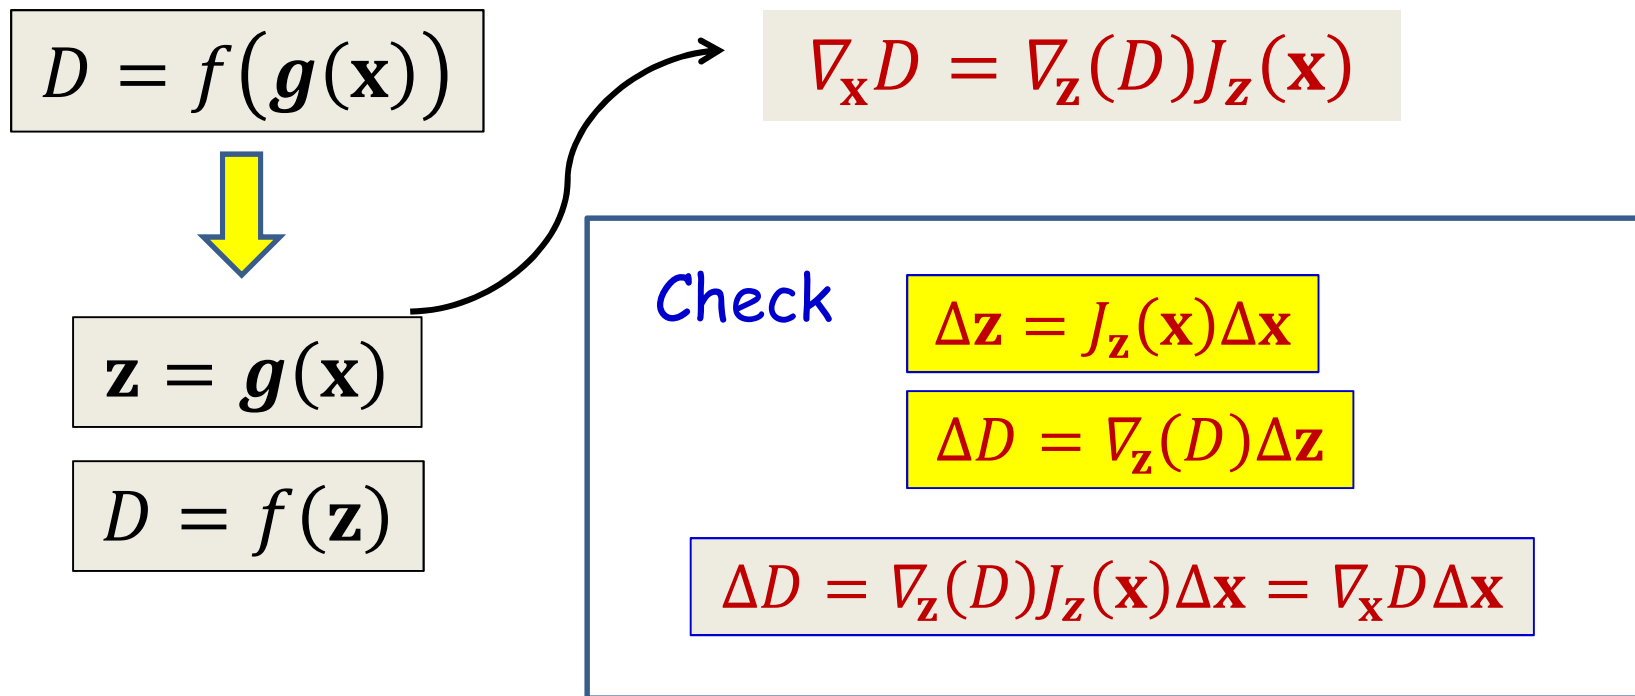 D = f(g(x))
∇ₓD = ∇_z(D)J_z(x)
z = g(x)
D = f(z)
Check
Δz = J_z(x)Δx
ΔD = ∇_z(D)Δz
ΔD = ∇_z(D)J_z(x)Δx = ∇ₓDΔx